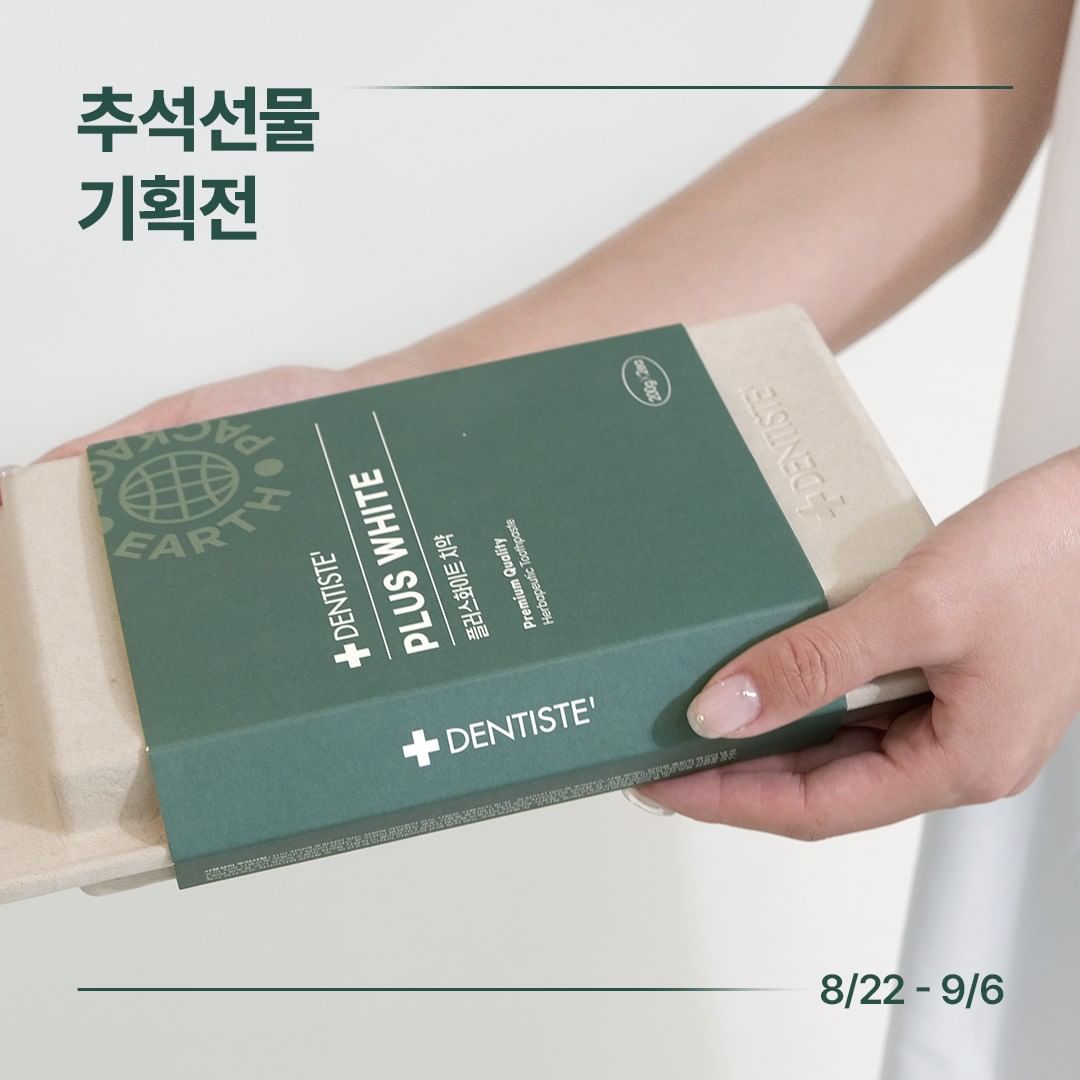 추석선물
기획전
200g X 2ea
DENTISTE'
PACKAGE
EARTH
DENTISTE'
PLUS WHITE
플러스화이트 치약
Premium Quality
Herbapeutic Toothpaste
DENTISTE'
8/22 - 9/6